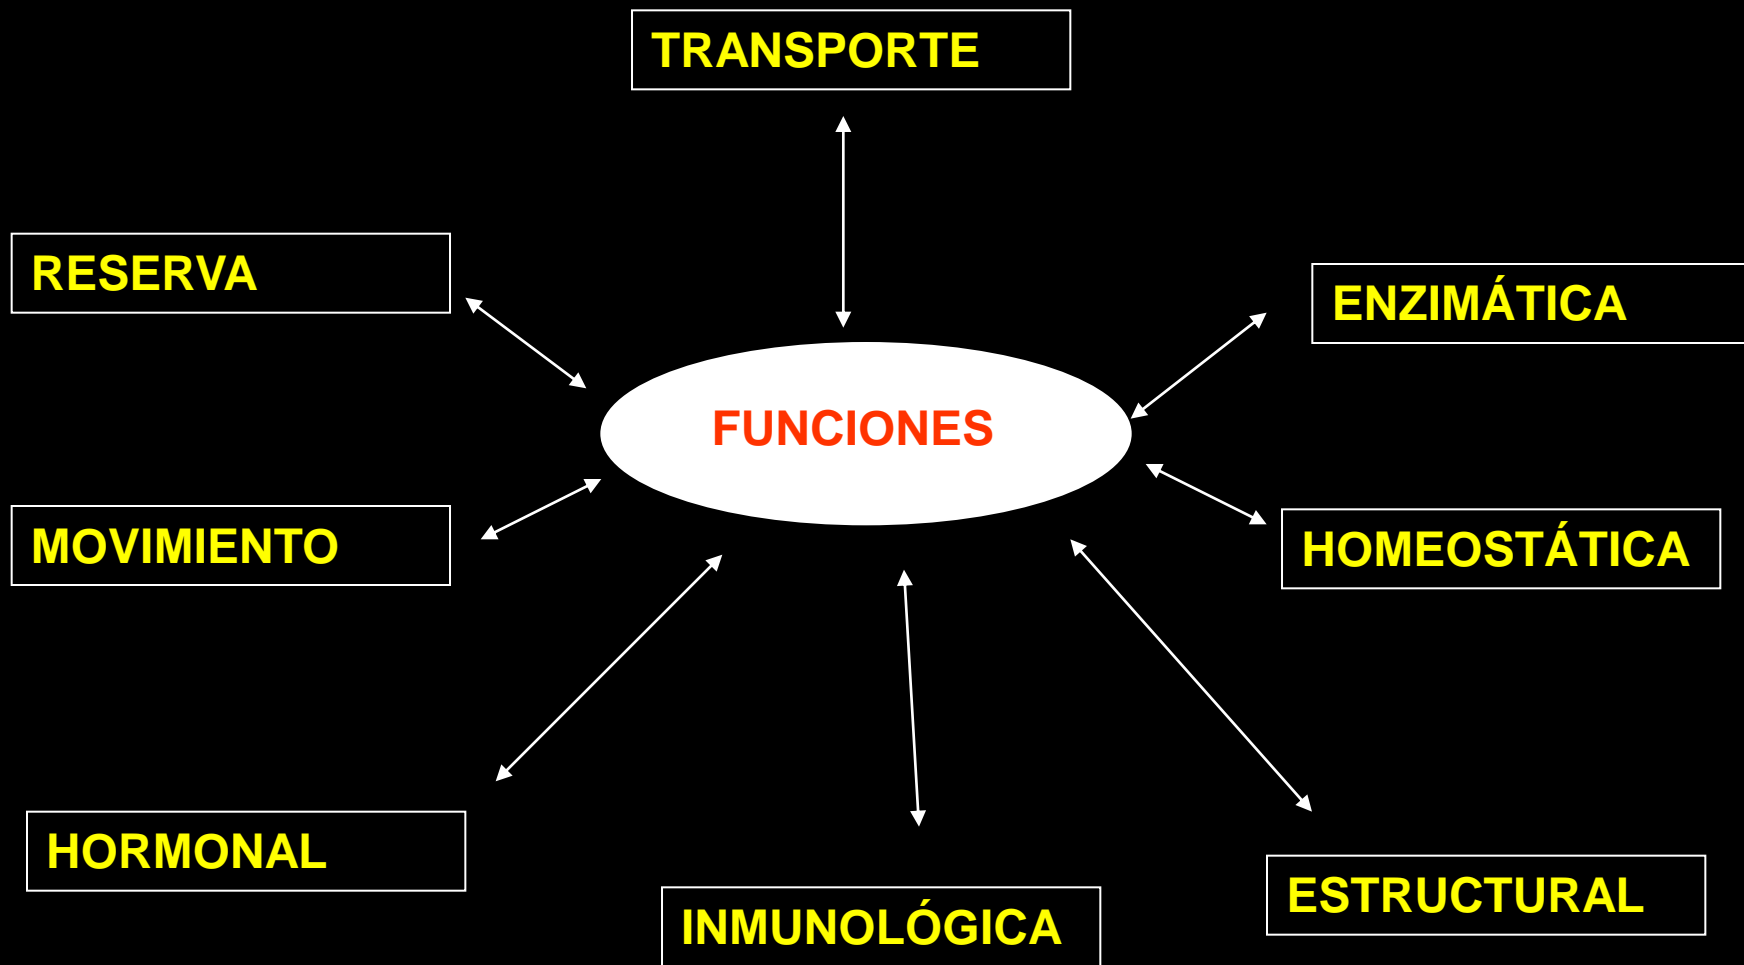 TRANSPORTE
RESERVA
ENZIMÁTICA
FUNCIONES
MOVIMIENTO
HOMEOSTÁTICA
HORMONAL
ESTRUCTURAL
INMUNOLÓGICA